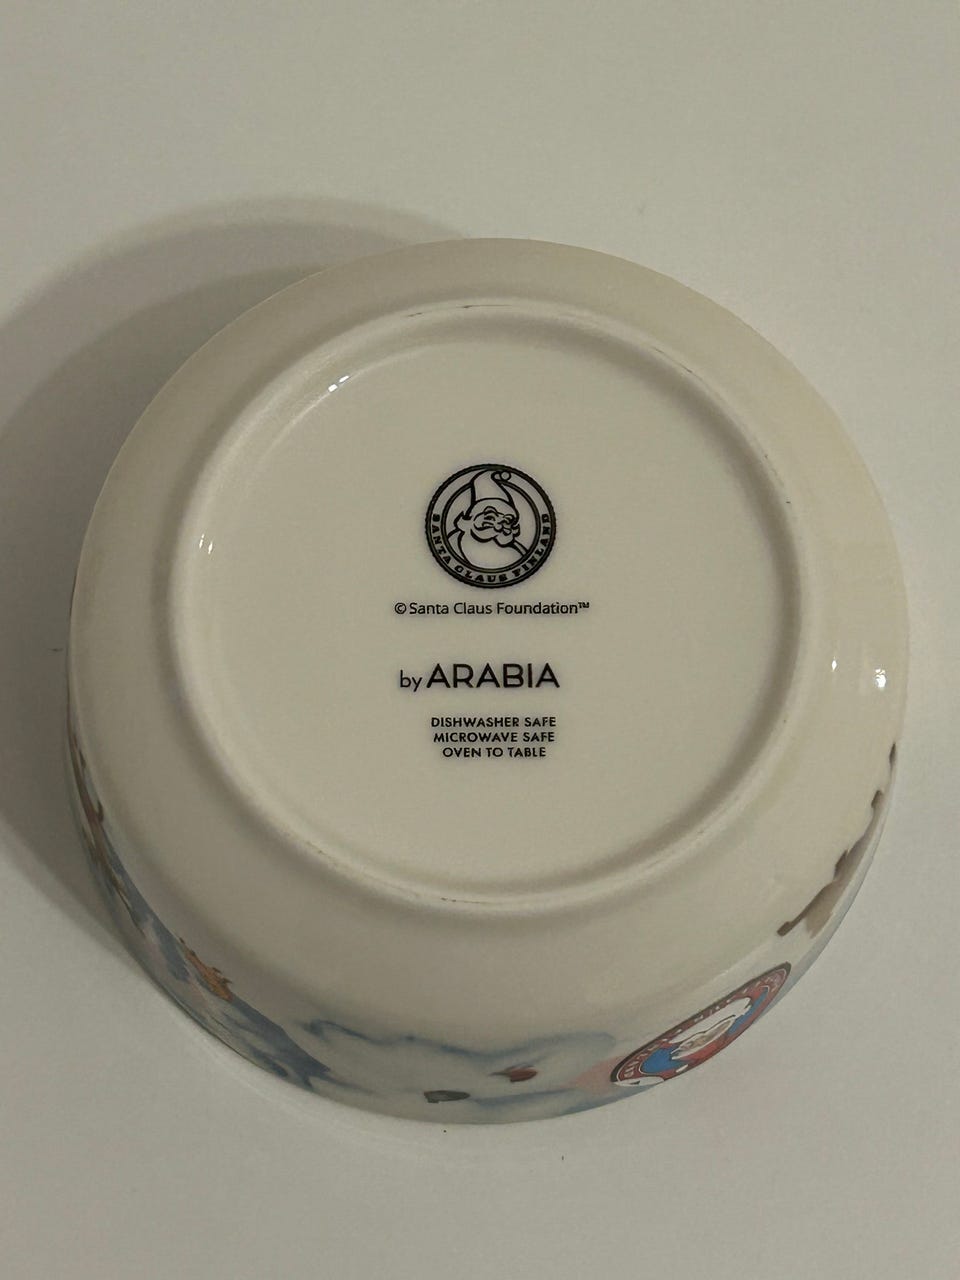 SANTA CLAUS FINLAND
© Santa Claus Foundation™
by ARABIA
DISHWASHER SAFE
MICROWAVE SAFE
OVEN TO TABLE